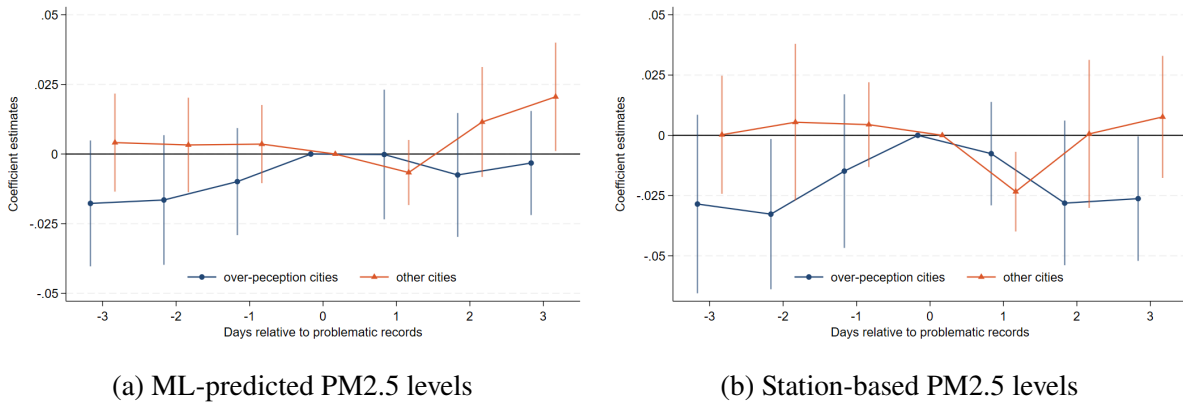 .05
.025
0
-.025
-.05
Coefficient estimates
over-peception cities
other cities
-3 -2 -1 0 1 2 3
Days relative to problematic records
(a) ML-predicted PM2.5 levels
.05
.025
0
-.025
-.05
Coefficient estimates
over-peception cities
other cities
-3 -2 -1 0 1 2 3
Days relative to problematic records
(b) Station-based PM2.5 levels